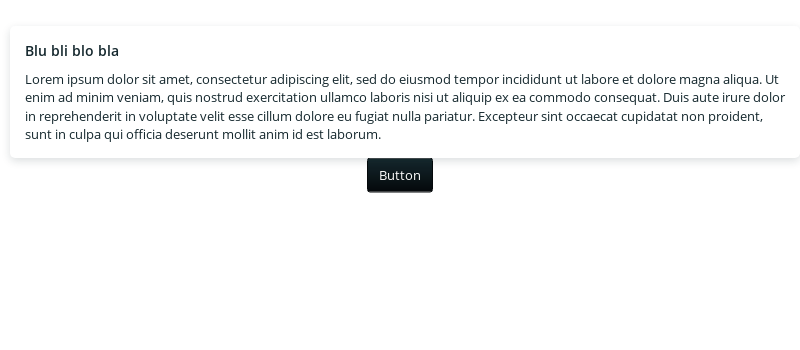 Blu bli blo bla
Lorem ipsum dolor sit amet, consectetur adipiscing elit, sed do eiusmod tempor incididunt ut labore et dolore magna aliqua. Ut
enim ad minim veniam, quis nostrud exercitation ullamco laboris nisi ut aliquip ex ea commodo consequat. Duis aute irure dolor
in reprehenderit in voluptate velit esse cillum dolore eu fugiat nulla pariatur. Excepteur sint occaecat cupidatat non proident,
sunt in culpa qui officia deserunt mollit anim id est laborum.
Button